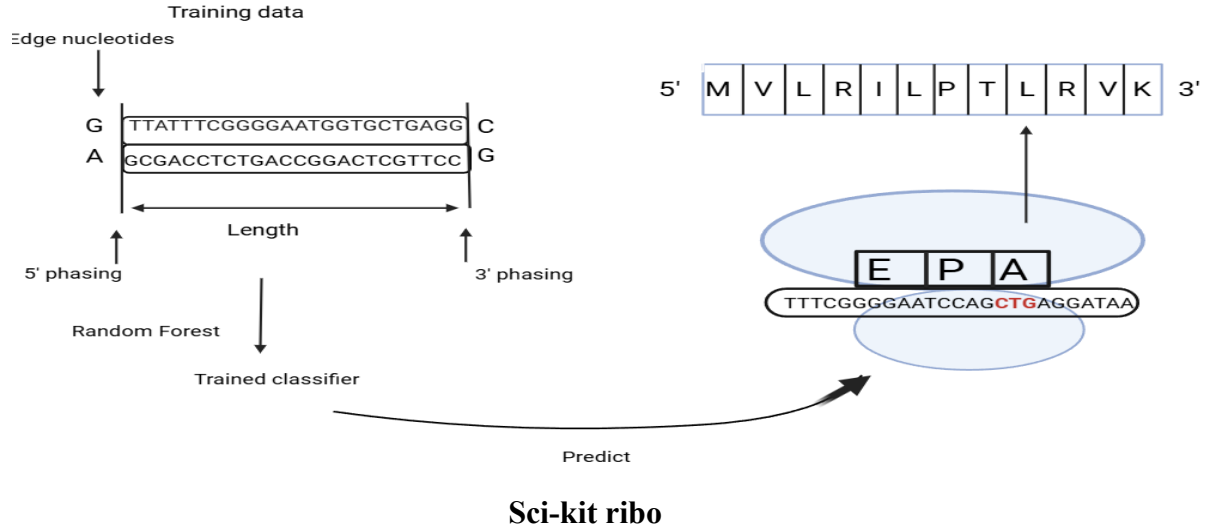 Training data
Edge nucleotides
G TTATTTCGGGGAATGGTGCTGAGG C
A GCGACCTCTGACCGGACTCGTTCC G
Length
5' phasing
3' phasing
Random Forest
Trained classifier
Predict
5' M V L R I L P T L R V K 3'
E P A
TTTCGGGGAATCCAGCTGAGGATAA
Sci-kit ribo